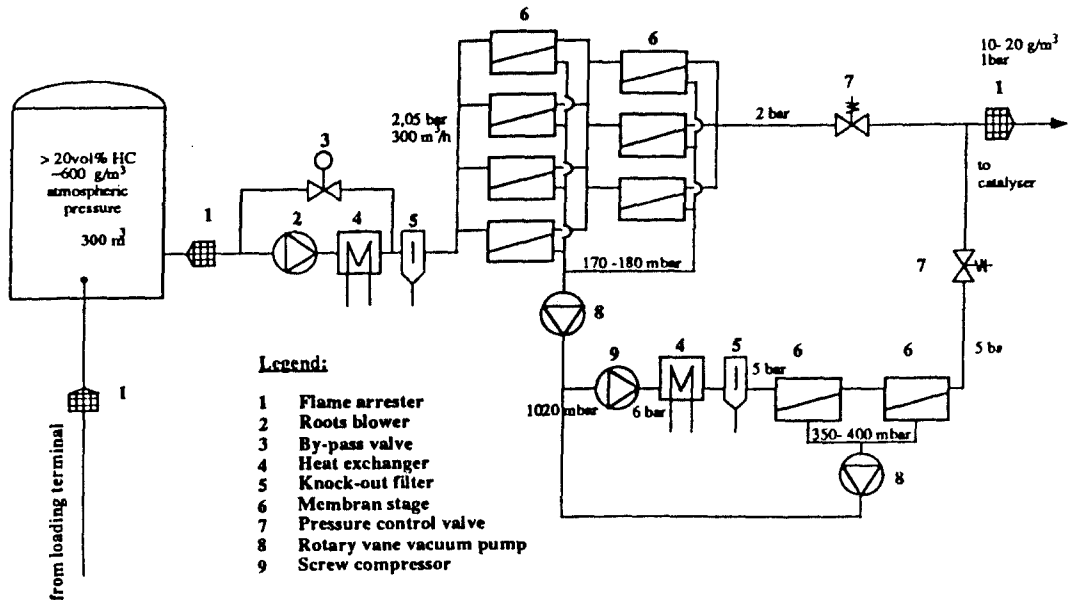 6
6
10- 20 g/m³
1bar
7
1
2,05 bar
300 m³/h
2 bar
> 20vol% HC
~600 g/m³
atmospheric
pressure
300 m³
3
to
catalyser
1
2
4
5
170 -180 mbar
7
8
Legend:
1 Flame arrester
2 Roots blower
3 By-pass valve
4 Heat exchanger
5 Knock-out filter
6 Membran stage
7 Pressure control valve
8 Rotary vane vacuum pump
9 Screw compressor
9
4
5
6
6
5 ba
5 bar
1020 mbar
6 bar
350- 400 mbar
8
1
from loading terminal